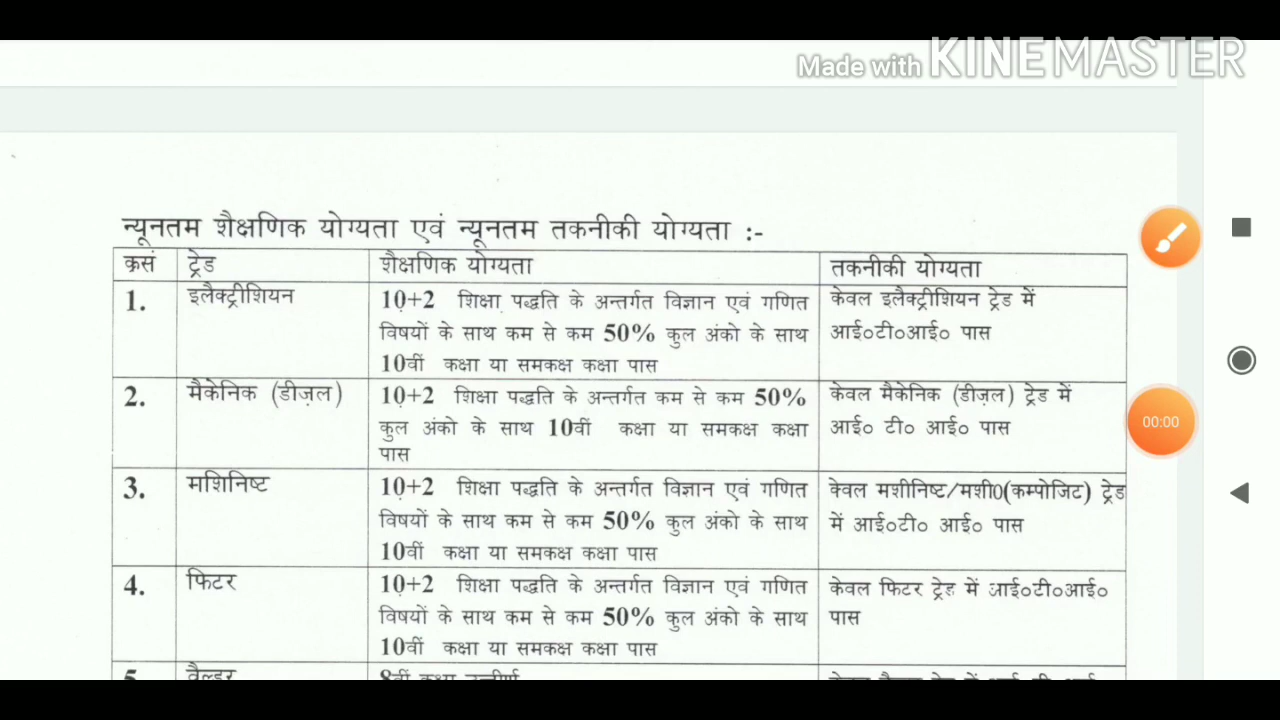 Made with KINEMASTER
न्यूनतम शैक्षणिक योग्यता एवं न्यूनतम तकनीकी योग्यता :-
क्रसं ट्रेड शैक्षणिक योग्यता तकनीकी योग्यता
1. इलैक्ट्रीशियन 10+2 शिक्षा पद्धति के अन्तर्गत विज्ञान एवं गणित केवल इलैक्ट्रीशियन ट्रेड में
विषयों के साथ कम से कम 50% कुल अंको के साथ आई०टी०आई० पास
10वीं कक्षा या समकक्ष कक्षा पास
2. मैकेनिक (डीज़ल) 10+2 शिक्षा पद्धति के अन्तर्गत कम से कम 50% केवल मैकेनिक (डीज़ल) ट्रेड में
कुल अंको के साथ 10वीं कक्षा या समकक्ष कक्षा आई० टी० आई० पास
पास
00:00
3. मशिनिष्ट 10+2 शिक्षा पद्धति के अन्तर्गत विज्ञान एवं गणित केवल मशीनिष्ट/मशी0(कम्पोजिट) ट्रेड
विषयों के साथ कम से कम 50% कुल अंको के साथ में आई०टी० आई० पास
10वीं कक्षा या समकक्ष कक्षा पास
4. फिटर 10+2 शिक्षा पद्धति के अन्तर्गत विज्ञान एवं गणित केवल फिटर ट्रेड में आई०टी०आई०
विषयों के साथ कम से कम 50% कुल अंको के साथ पास
10वीं कक्षा या समकक्ष कक्षा पास
5. वैल्डर 8वीं कक्षा उत्तीर्ण